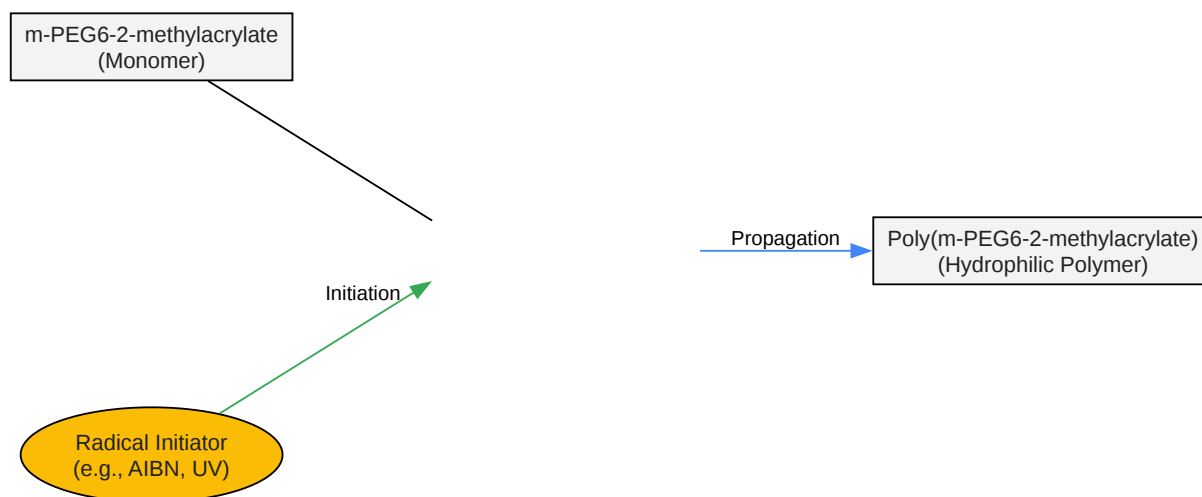 m-PEG6-2-methylacrylate
(Monomer)
Propagation
Poly(m-PEG6-2-methylacrylate)
(Hydrophilic Polymer)
Initiation
Radical Initiator
(e.g., AIBN, UV)